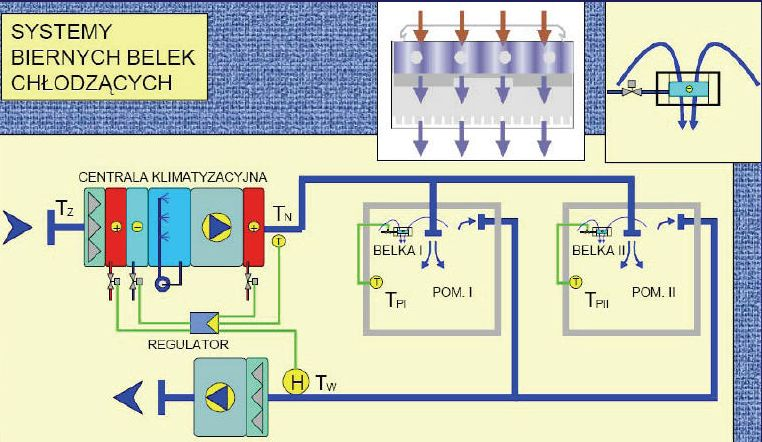 SYSTEMY
BIERNYCH BELEK
CHŁODZĄCYCH
CENTRALA KLIMATYZACYJNA
TZ
TN
T
BELKA I
BELKA II
T
TPI
POM. I
T
TPII
POM. II
REGULATOR
H
TW